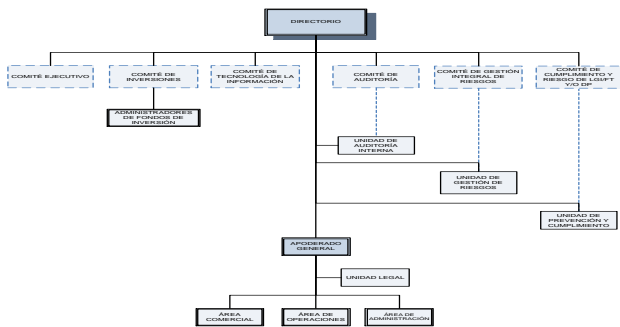 DIRECTORIO
COMITÉ EJECUTIVO
COMITÉ DE
INVERSIONES
COMITÉ DE
TECNOLOGÍA DE LA
INFORMACIÓN
COMITÉ DE
AUDITORÍA
COMITÉ DE GESTIÓN
INTEGRAL DE
RIESGOS
COMITÉ DE
CUMPLIMIENTO Y
RIESGO DE LGI/FT
Y/O DP
ADMINISTRADORES
DE FONDOS DE
INVERSIÓN
UNIDAD DE
AUDITORÍA
INTERNA
UNIDAD DE
GESTIÓN DE
RIESGOS
UNIDAD DE
PREVENCIÓN Y
CUMPLIMIENTO
APODERADO
GENERAL
UNIDAD LEGAL
ÁREA
COMERCIAL
ÁREA DE
OPERACIONES
ÁREA DE
ADMINISTRACIÓN